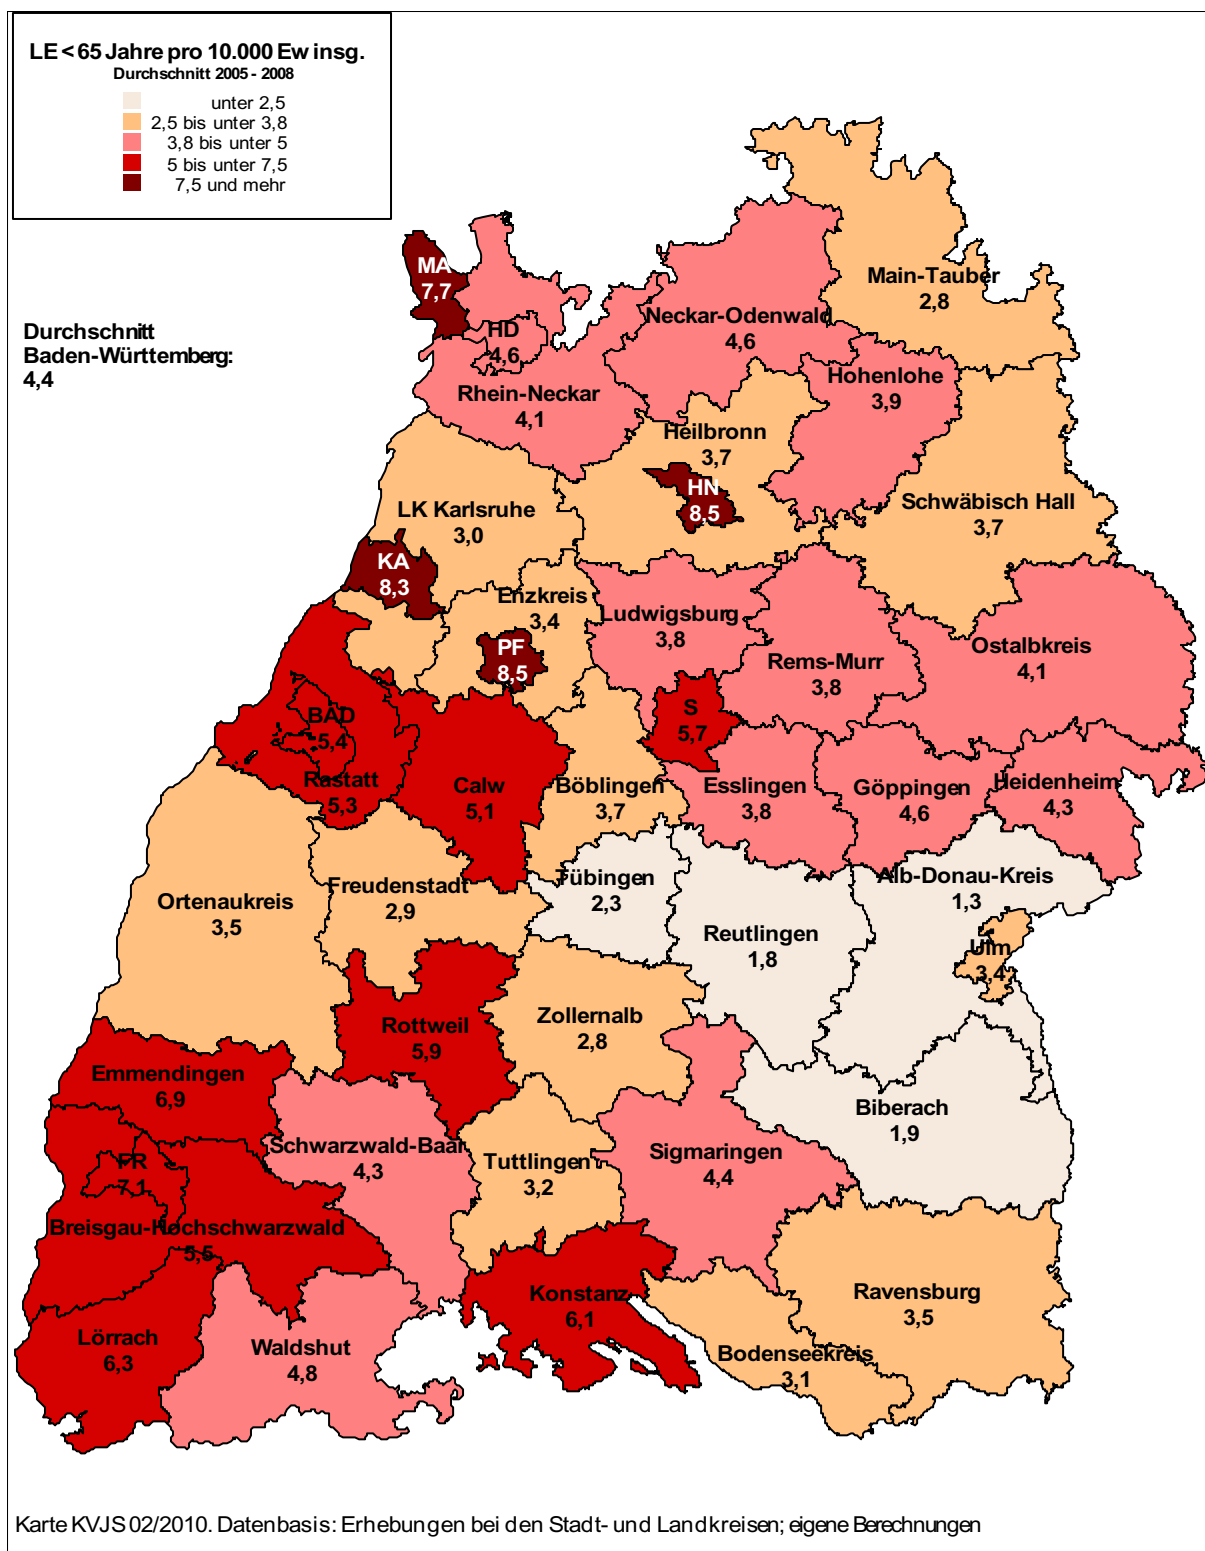 LE < 65 Jahre pro 10.000 Ew insg.
Durchschnitt 2005 - 2008
unter 2,5
2,5 bis unter 3,8
3,8 bis unter 5
5 bis unter 7,5
7,5 und mehr
Durchschnitt
Baden-Württemberg:
4,4
MA
7,7
HD
4,6
Rhein-Neckar
4,1
Neckar-Odenwald
4,6
Main-Tauber
2,8
Hohenlohe
3,9
Heilbronn
3,7
HN
8,5
Schwäbisch Hall
3,7
LK Karlsruhe
3,0
KA
8,3
Enzkreis
3,4
PF
8,5
Ludwigsburg
3,8
Rems-Murr
3,8
Ostalbkreis
4,1
BAD
5,4
Rastatt
5,3
Calw
5,1
Böblingen
3,7
S
5,7
Esslingen
3,8
Göppingen
4,6
Heidenheim
4,3
Ortenaukreis
3,5
Freudenstadt
2,9
Tübingen
2,3
Reutlingen
1,8
Alb-Donau-Kreis
1,3
Ulm
3,4
Rottweil
5,9
Zollernalb
2,8
Emmendingen
6,9
Biberach
1,9
FR
7,1
Schwarzwald-Baar
4,3
Tuttlingen
3,2
Sigmaringen
4,4
Breisgau-Hochschwarzwald
5,5
Konstanz
6,1
Ravensburg
3,5
Lörrach
6,3
Waldshut
4,8
Bodenseekreis
3,1
Karte KVJS 02/2010. Datenbasis: Erhebungen bei den Stadt- und Landkreisen; eigene Berechnungen